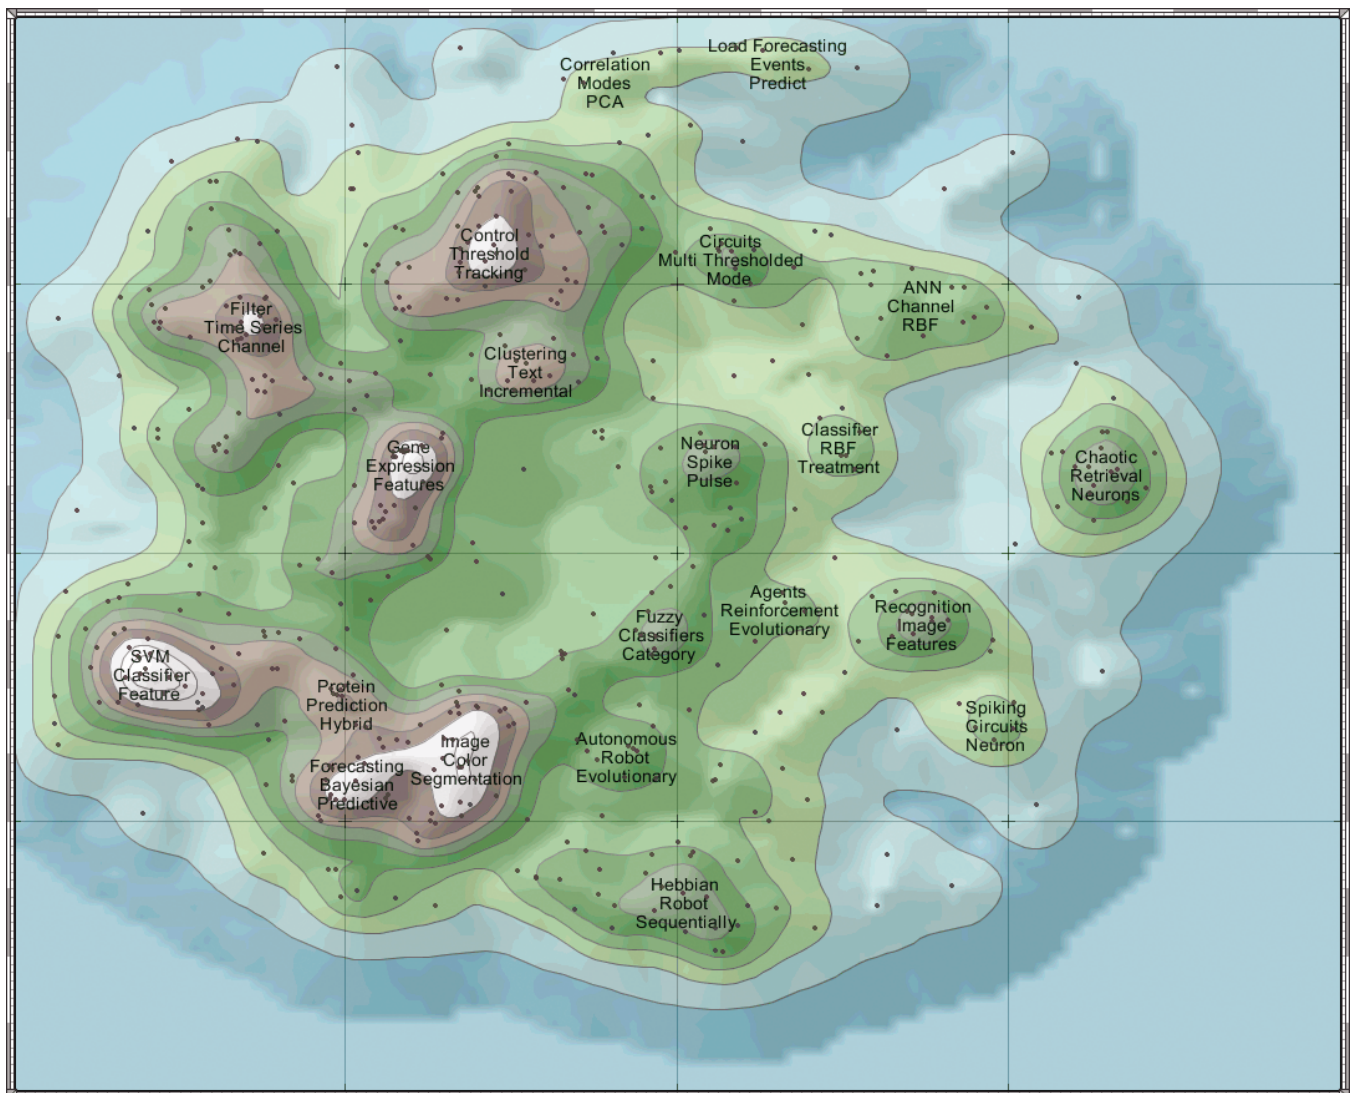 Load Forecasting
Events
Predict
Correlation
Modes
PCA
Control
Threshold
Tracking
Circuits
Multi Thresholded
Mode
ANN
Channel
RBF
Filter
Time Series
Channel
Clustering
Text
Incremental
Gene
Expression
Features
Neuron
Spike
Pulse
Classifier
RBF
Treatment
Chaotic
Retrieval
Neurons
Agents
Reinforcement
Evolutionary
Recognition
Image
Features
Fuzzy
Classifiers
Category
SVM
Classifier
Feature
Protein
Prediction
Hybrid
Spiking
Circuits
Neuron
Image
Color
Segmentation
Autonomous
Robot
Evolutionary
Forecasting
Bayesian
Predictive
Hebbian
Robot
Sequentially